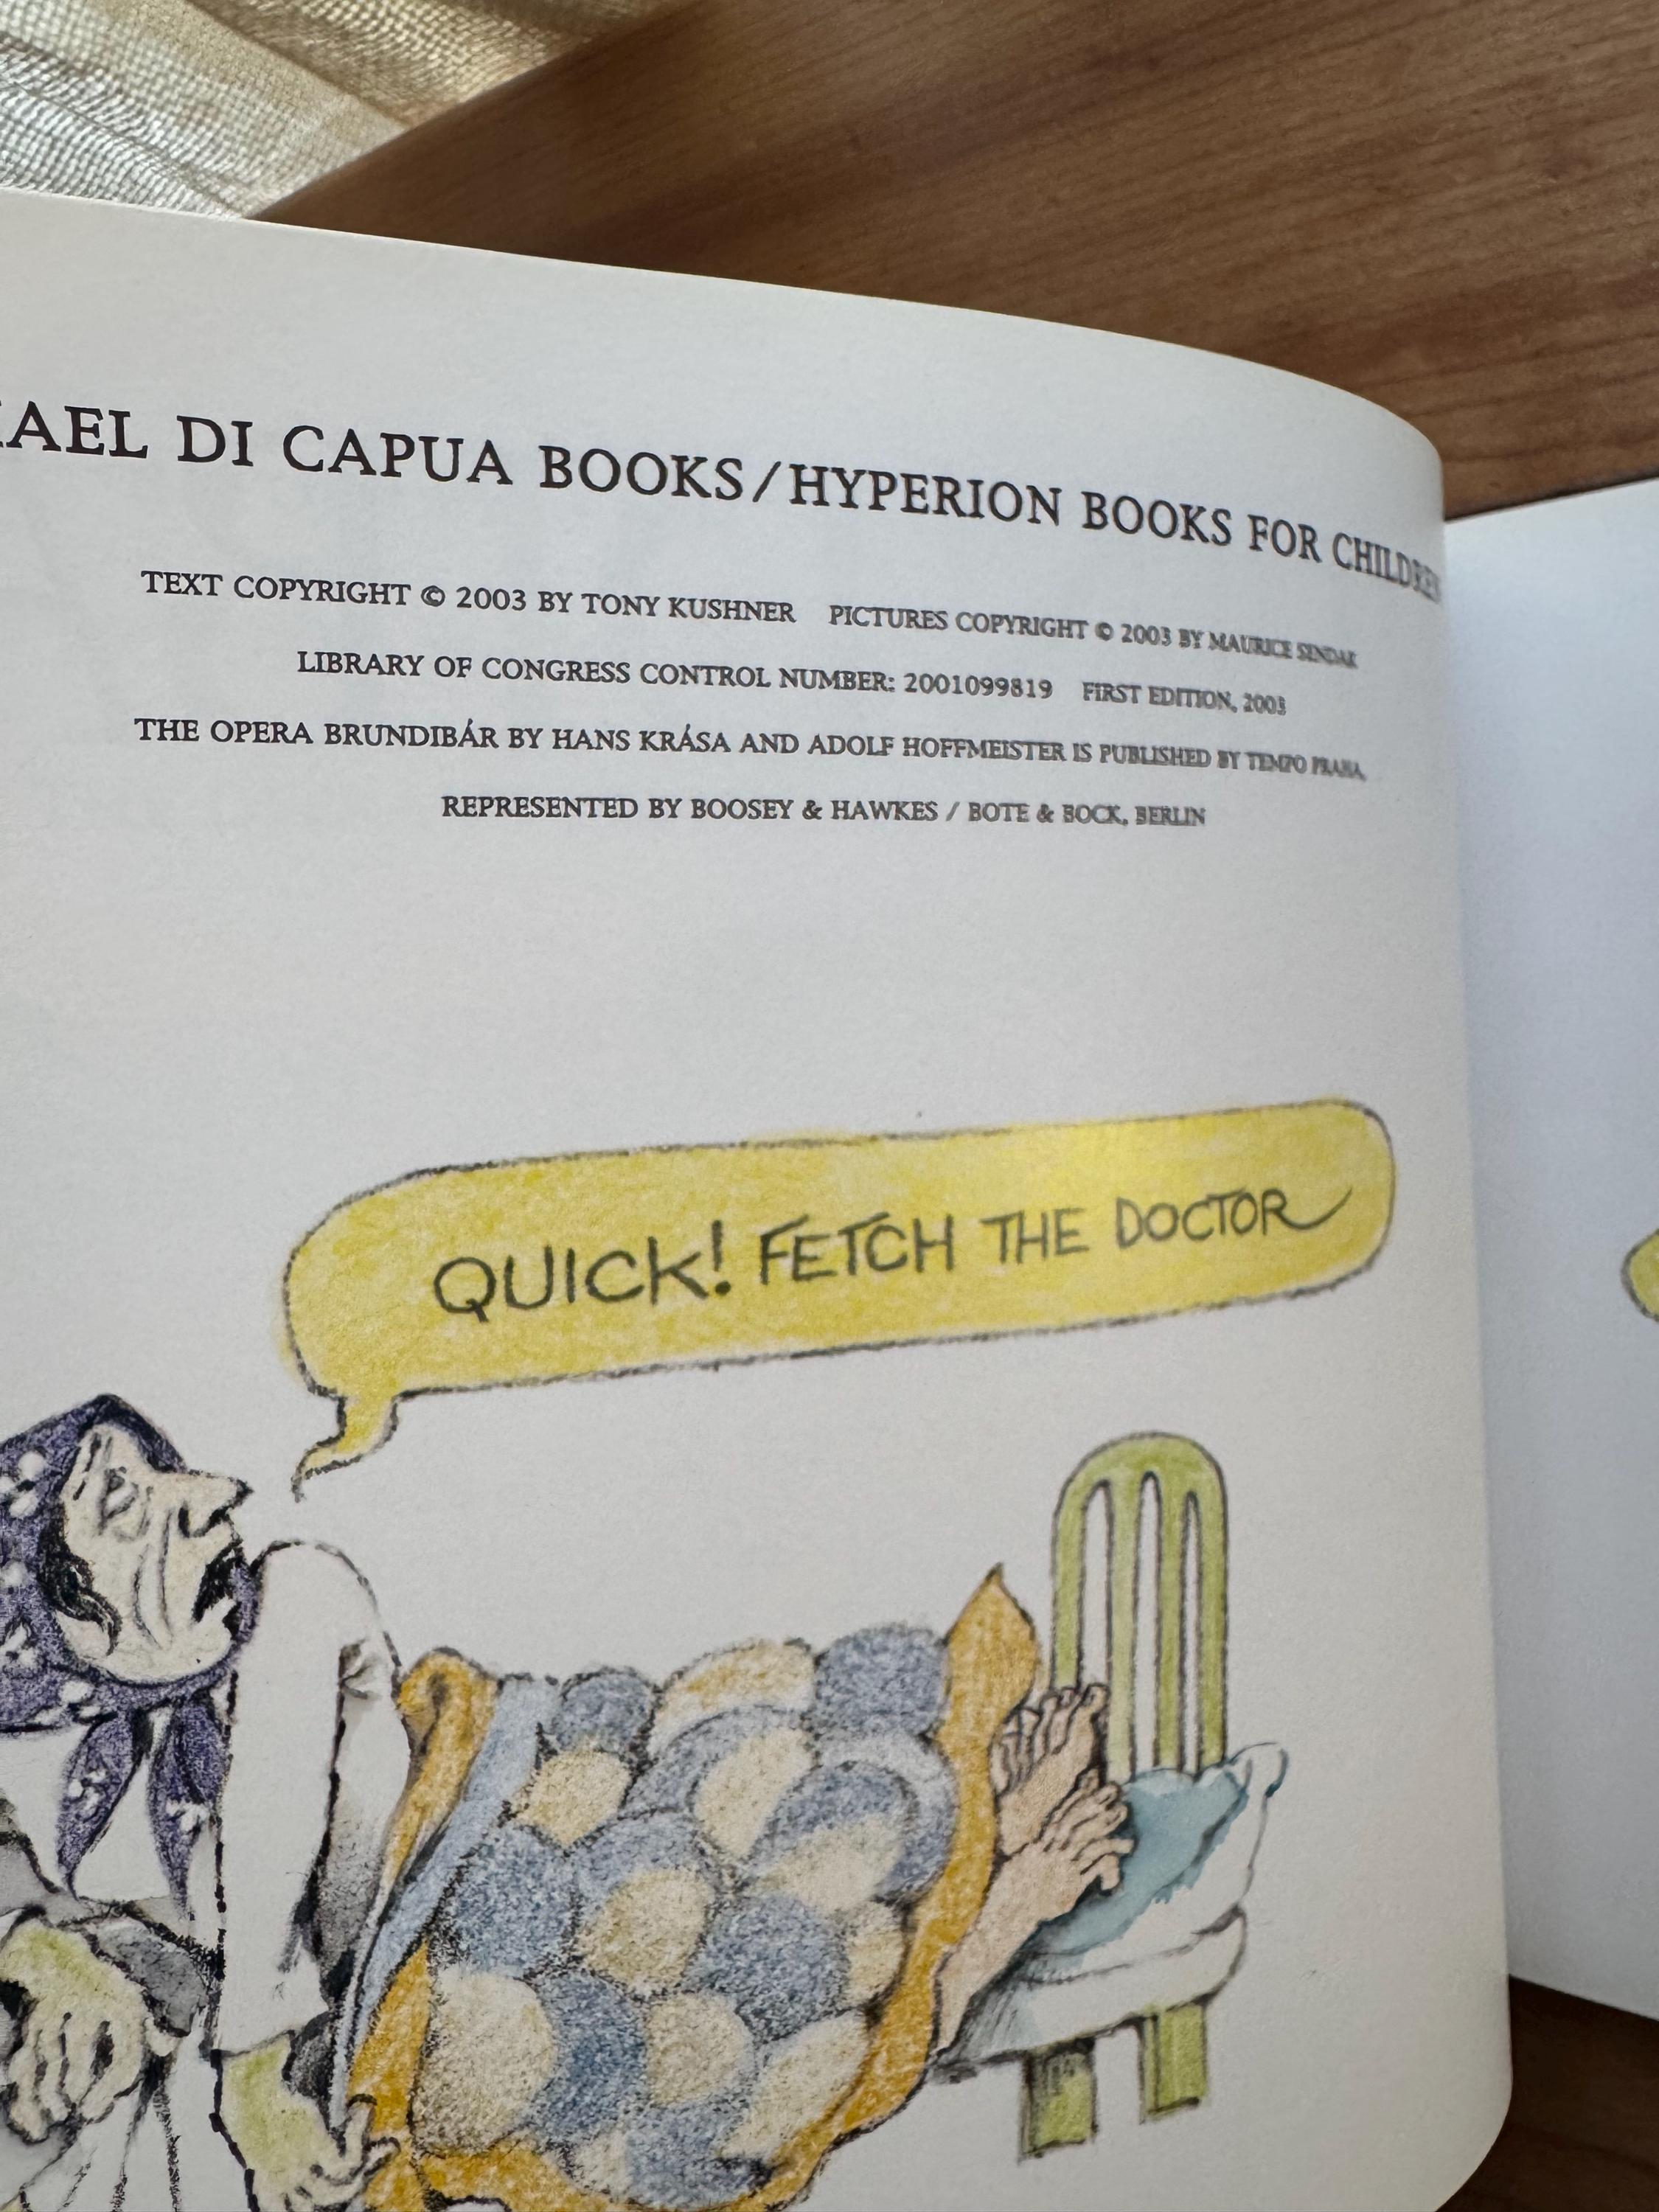 AEL DI CAPUA BOOKS/HYPERION BOOKS FOR CHILDREN
TEXT COPYRIGHT © 2003 BY TONY KUSHNER PICTURES COPYRIGHT © 2003 BY MAURICE SENDAK
LIBRARY OF CONGRESS CONTROL NUMBER: 2001099819 FIRST EDITION, 2003
THE OPERA BRUNDIBÁR BY HANS KRÁSA AND ADOLF HOFFMEISTER IS PUBLISHED BY TEMPO PRAHA,
REPRESENTED BY BOOSEY & HAWKES / BOTE & BOCK, BERLIN
QUICK! FETCH THE DOCTOR